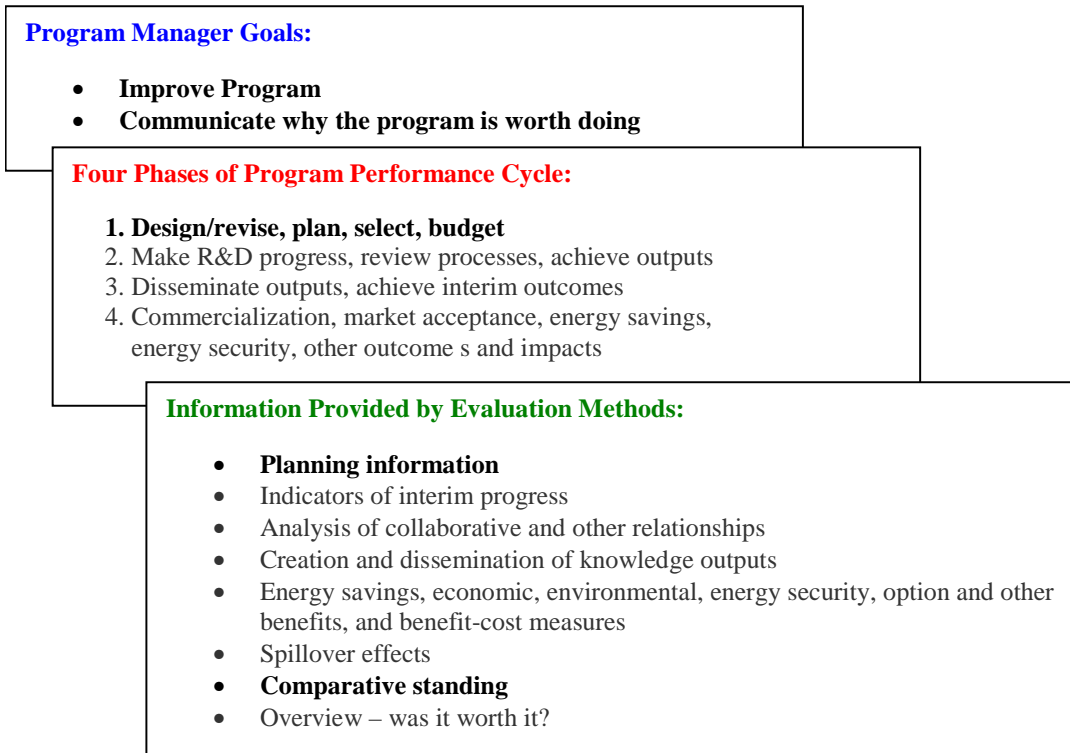 Program Manager Goals:
• Improve Program
• Communicate why the program is worth doing
Four Phases of Program Performance Cycle:
1. Design/revise, plan, select, budget
2. Make R&D progress, review processes, achieve outputs
3. Disseminate outputs, achieve interim outcomes
4. Commercialization, market acceptance, energy savings,
energy security, other outcome s and impacts
Information Provided by Evaluation Methods:
• Planning information
• Indicators of interim progress
• Analysis of collaborative and other relationships
• Creation and dissemination of knowledge outputs
• Energy savings, economic, environmental, energy security, option and other
benefits, and benefit-cost measures
• Spillover effects
• Comparative standing
• Overview – was it worth it?